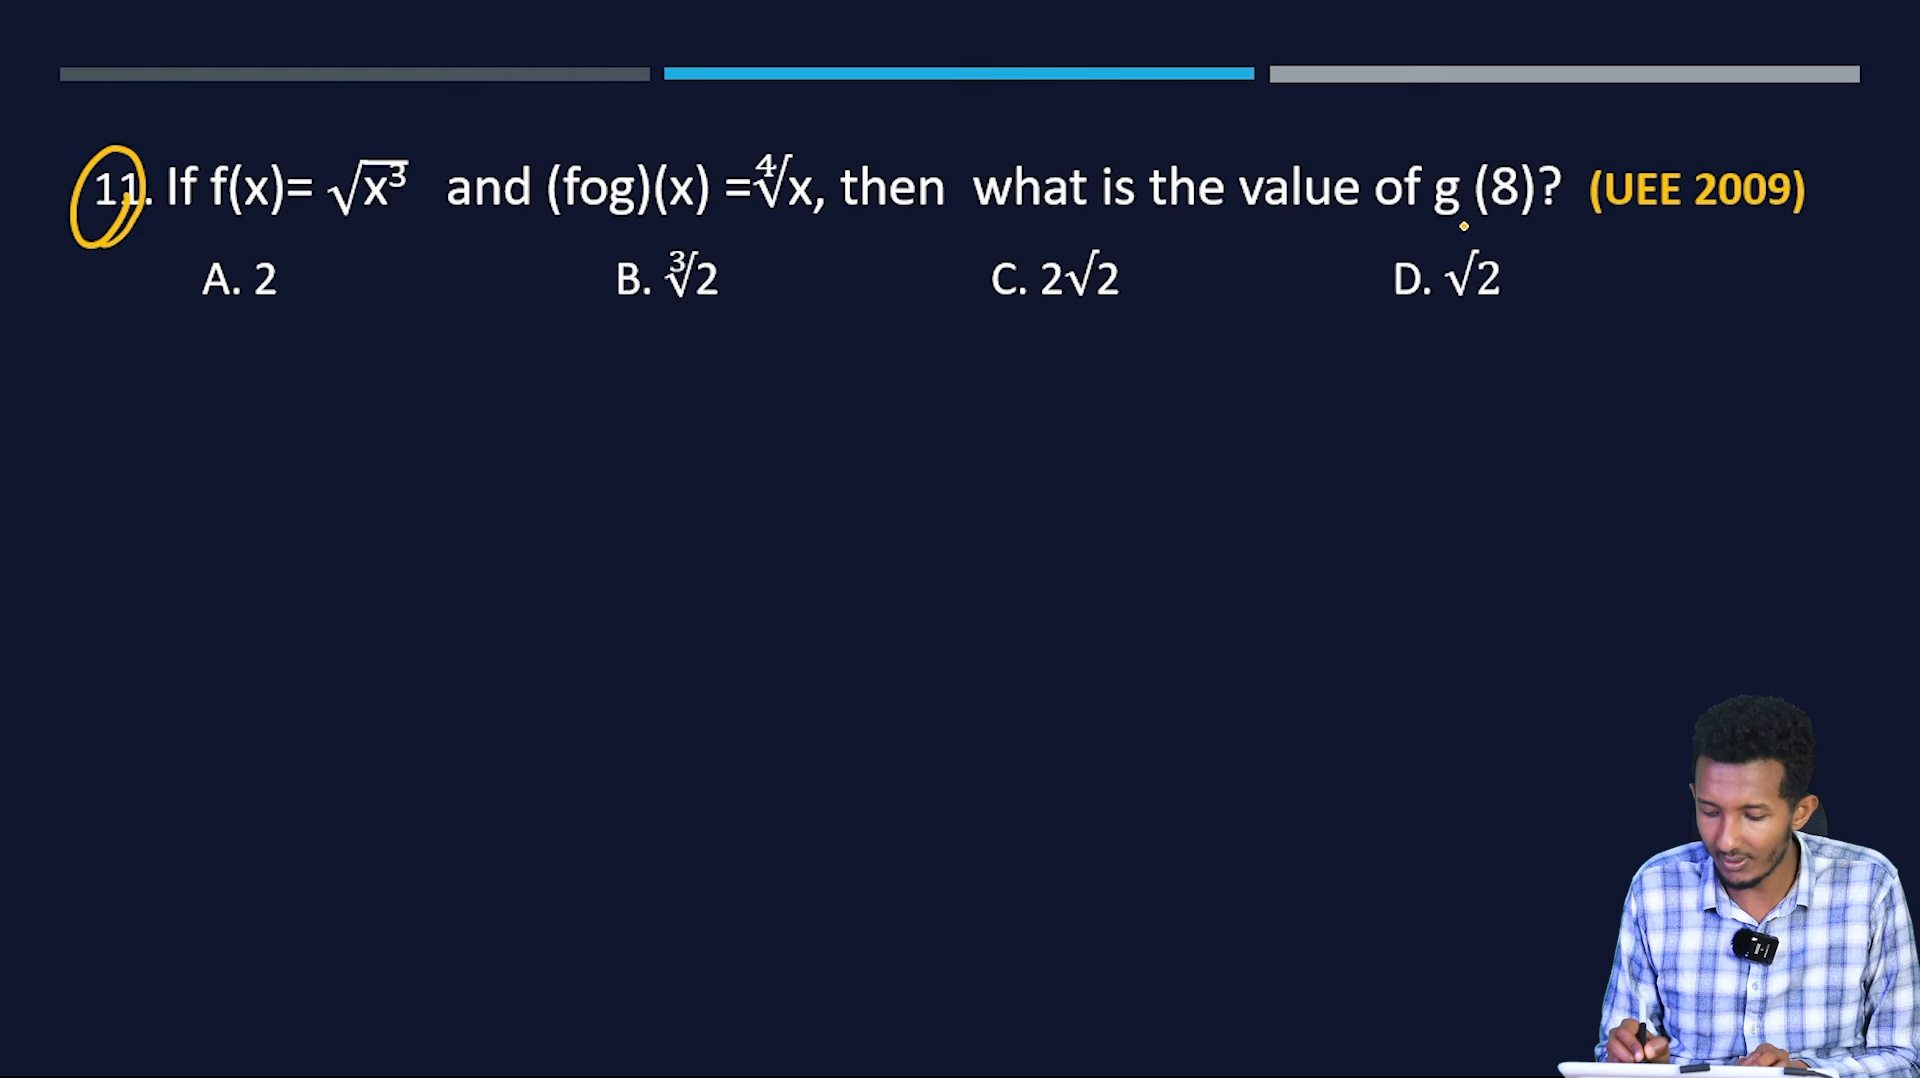 11. If f(x)= √x³ and (fog)(x) =∜x, then what is the value of g (8)? (UEE 2009)
A. 2 B. ∛2 C. 2√2 D. √2